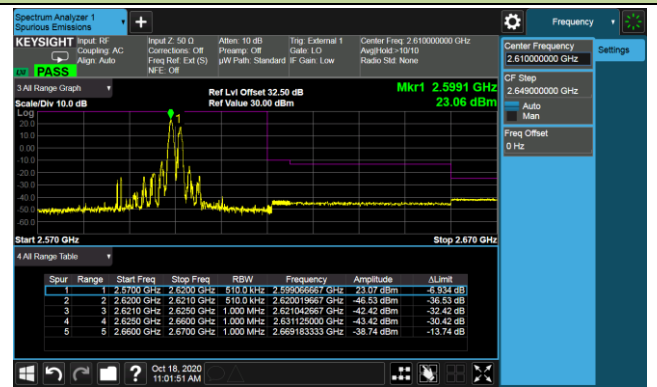 Spectrum Analyzer 1
Spurious Emissions
Frequency
KEYSIGHT Input: RF Input Z: 50 Ω Atten: 10 dB Trig: External 1 Center Freq: 2.610000000 GHz
Coupling: AC Corrections: Off Preamp: Off Gate: LO Avg|Hold:>10/10
Align: Auto Freq Ref: Ext (S) µW Path: Standard IF Gain: Low Radio Std: None
NFE: Off
PASS
Center Frequency
2.610000000 GHz
Settings
CF Step
2.649000000 GHz
Auto
Man
Freq Offset
0 Hz
3 All Range Graph
Ref Lvl Offset 32.50 dB Mkr1 2.5991 GHz
Scale/Div 10.0 dB Ref Value 30.00 dBm 23.06 dBm
Log
20.0
10.0
0.00
-10.0
-20.0
-30.0
-40.0
-50.0
-60.0
1
Start 2.570 GHz Stop 2.670 GHz
4 All Range Table
Spur Range Start Freq Stop Freq RBW Frequency Amplitude ΔLimit
1 1 2.5700 GHz 2.6200 GHz 510.0 kHz 2.599066667 GHz 23.07 dBm -6.934 dB
2 2 2.6200 GHz 2.6210 GHz 510.0 kHz 2.620019667 GHz -46.53 dBm -36.53 dB
3 3 2.6210 GHz 2.6250 GHz 1.000 MHz 2.621042667 GHz -42.42 dBm -32.42 dB
4 4 2.6250 GHz 2.6600 GHz 1.000 MHz 2.631125000 GHz -43.42 dBm -30.42 dB
5 5 2.6600 GHz 2.6700 GHz 1.000 MHz 2.669183333 GHz -38.74 dBm -13.74 dB
? Oct 18, 2020
11:01:51 AM